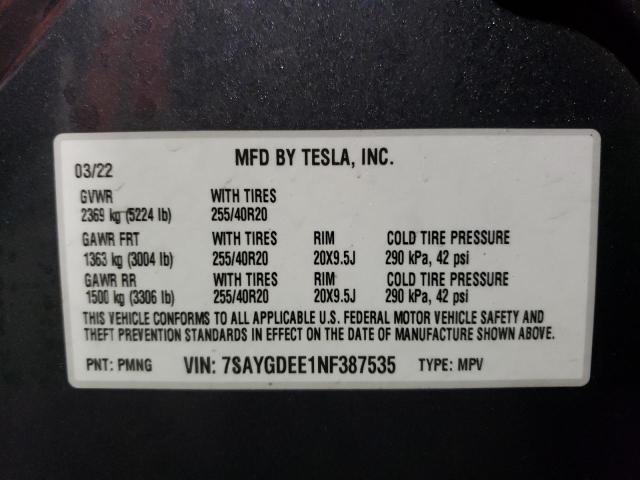 03/22 MFD BY TESLA, INC.
GVWR WITH TIRES
2369 kg (5224 lb) 255/40R20
GAWR FRT WITH TIRES RIM COLD TIRE PRESSURE
1363 kg (3004 lb) 255/40R20 20X9.5J 290 kPa, 42 psi
GAWR RR WITH TIRES RIM COLD TIRE PRESSURE
1500 kg (3306 lb) 255/40R20 20X9.5J 290 kPa, 42 psi
THIS VEHICLE CONFORMS TO ALL APPLICABLE U.S. FEDERAL MOTOR VEHICLE SAFETY AND
THEFT PREVENTION STANDARDS IN EFFECT ON THE DATE OF MANUFACTURE SHOWN ABOVE.
PNT: PMNG VIN: 7SAYGDEE1NF387535 TYPE: MPV